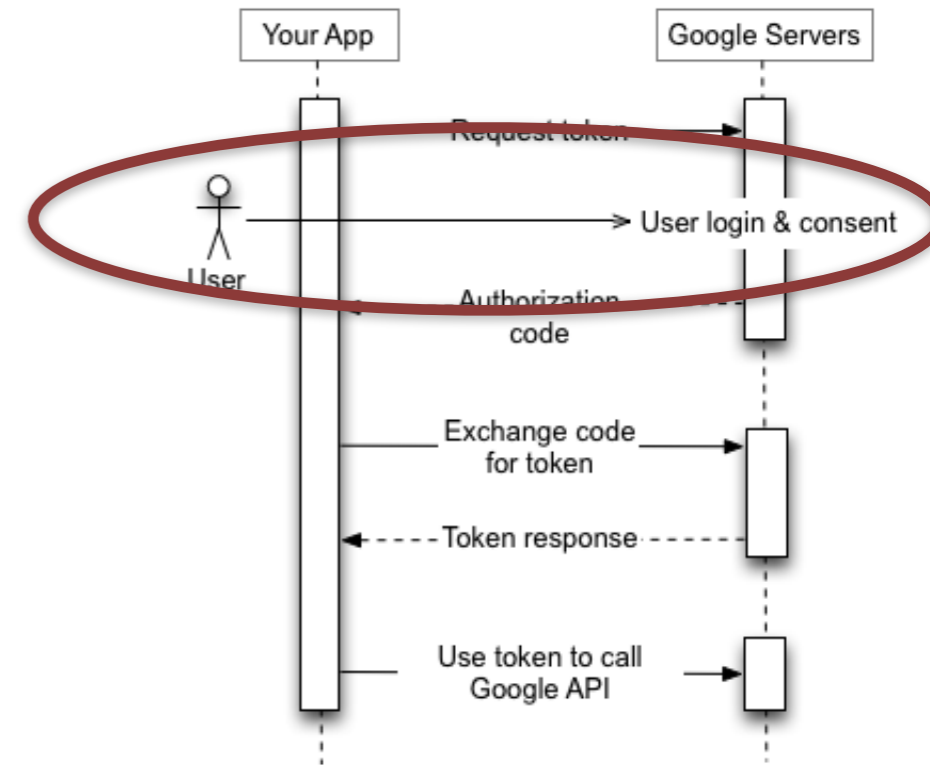 Your App
Google Servers
Request token
User login & consent
User
Authorization
code
Exchange code
for token
Token response
Use token to call
Google API